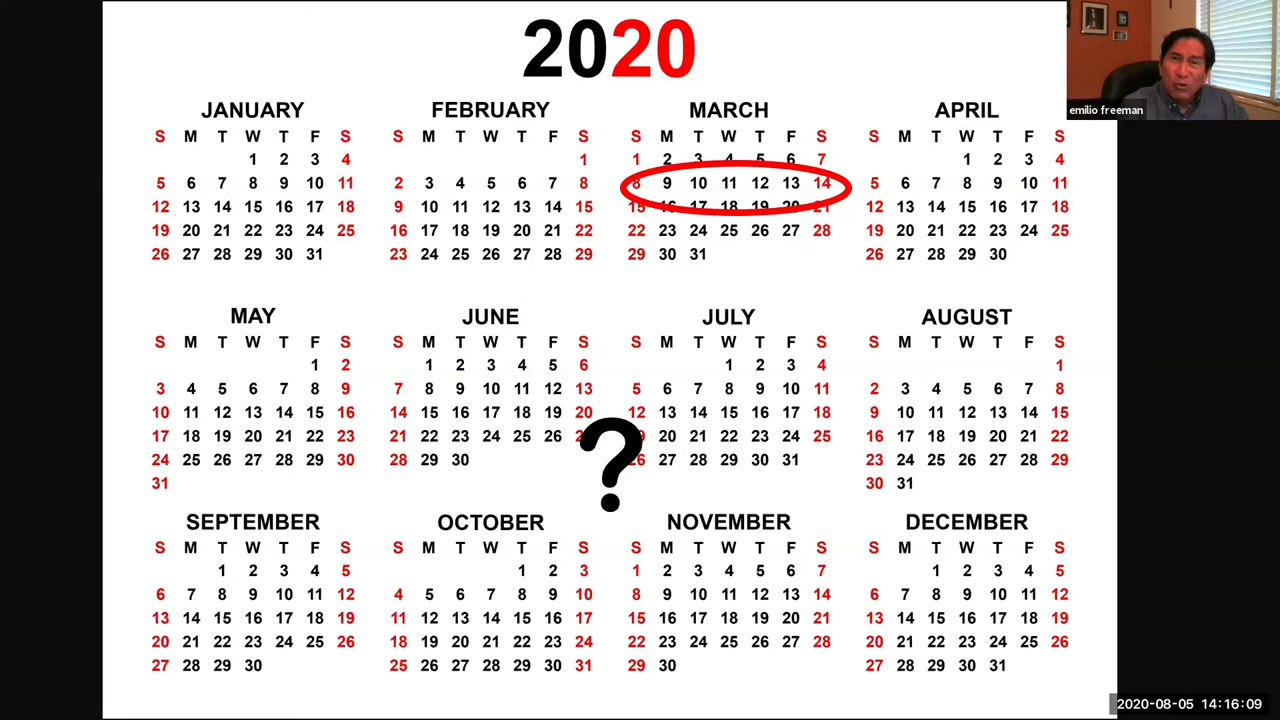 2020
emilio freeman
JANUARY FEBRUARY MARCH APRIL
S M T W T F S S M T W T F S S M T W T F S S M T W T F S
1 2 3 4 1 1 2 3 4 5 6 7 1 2 3 4
5 6 7 8 9 10 11 2 3 4 5 6 7 8 8 9 10 11 12 13 14 5 6 7 8 9 10 11
12 13 14 15 16 17 18 9 10 11 12 13 14 15 15 16 17 18 19 20 21 12 13 14 15 16 17 18
19 20 21 22 23 24 25 16 17 18 19 20 21 22 22 23 24 25 26 27 28 19 20 21 22 23 24 25
26 27 28 29 30 31 23 24 25 26 27 28 29 29 30 31 26 27 28 29 30
MAY JUNE JULY AUGUST
S M T W T F S S M T W T F S S M T W T F S S M T W T F S
1 2 1 2 3 4 5 6 1 2 3 4 1
3 4 5 6 7 8 9 7 8 9 10 11 12 13 5 6 7 8 9 10 11 2 3 4 5 6 7 8
10 11 12 13 14 15 16 14 15 16 17 18 19 20 12 13 14 15 16 17 18 9 10 11 12 13 14 15
17 18 19 20 21 22 23 21 22 23 24 25 26 20 21 22 23 24 25 16 17 18 19 20 21 22
24 25 26 27 28 29 30 28 29 30 ? 26 27 28 29 30 31 23 24 25 26 27 28 29
31 30 31
SEPTEMBER OCTOBER NOVEMBER DECEMBER
S M T W T F S S M T W T F S S M T W T F S S M T W T F S
1 2 3 4 5 1 2 3 1 2 3 4 5 6 7 1 2 3 4 5
6 7 8 9 10 11 12 4 5 6 7 8 9 10 8 9 10 11 12 13 14 6 7 8 9 10 11 12
13 14 15 16 17 18 19 11 12 13 14 15 16 17 15 16 17 18 19 20 21 13 14 15 16 17 18 19
20 21 22 23 24 25 26 18 19 20 21 22 23 24 22 23 24 25 26 27 28 20 21 22 23 24 25 26
27 28 29 30 25 26 27 28 29 30 31 29 30 27 28 29 30 31
2020-08-05 14:16:09